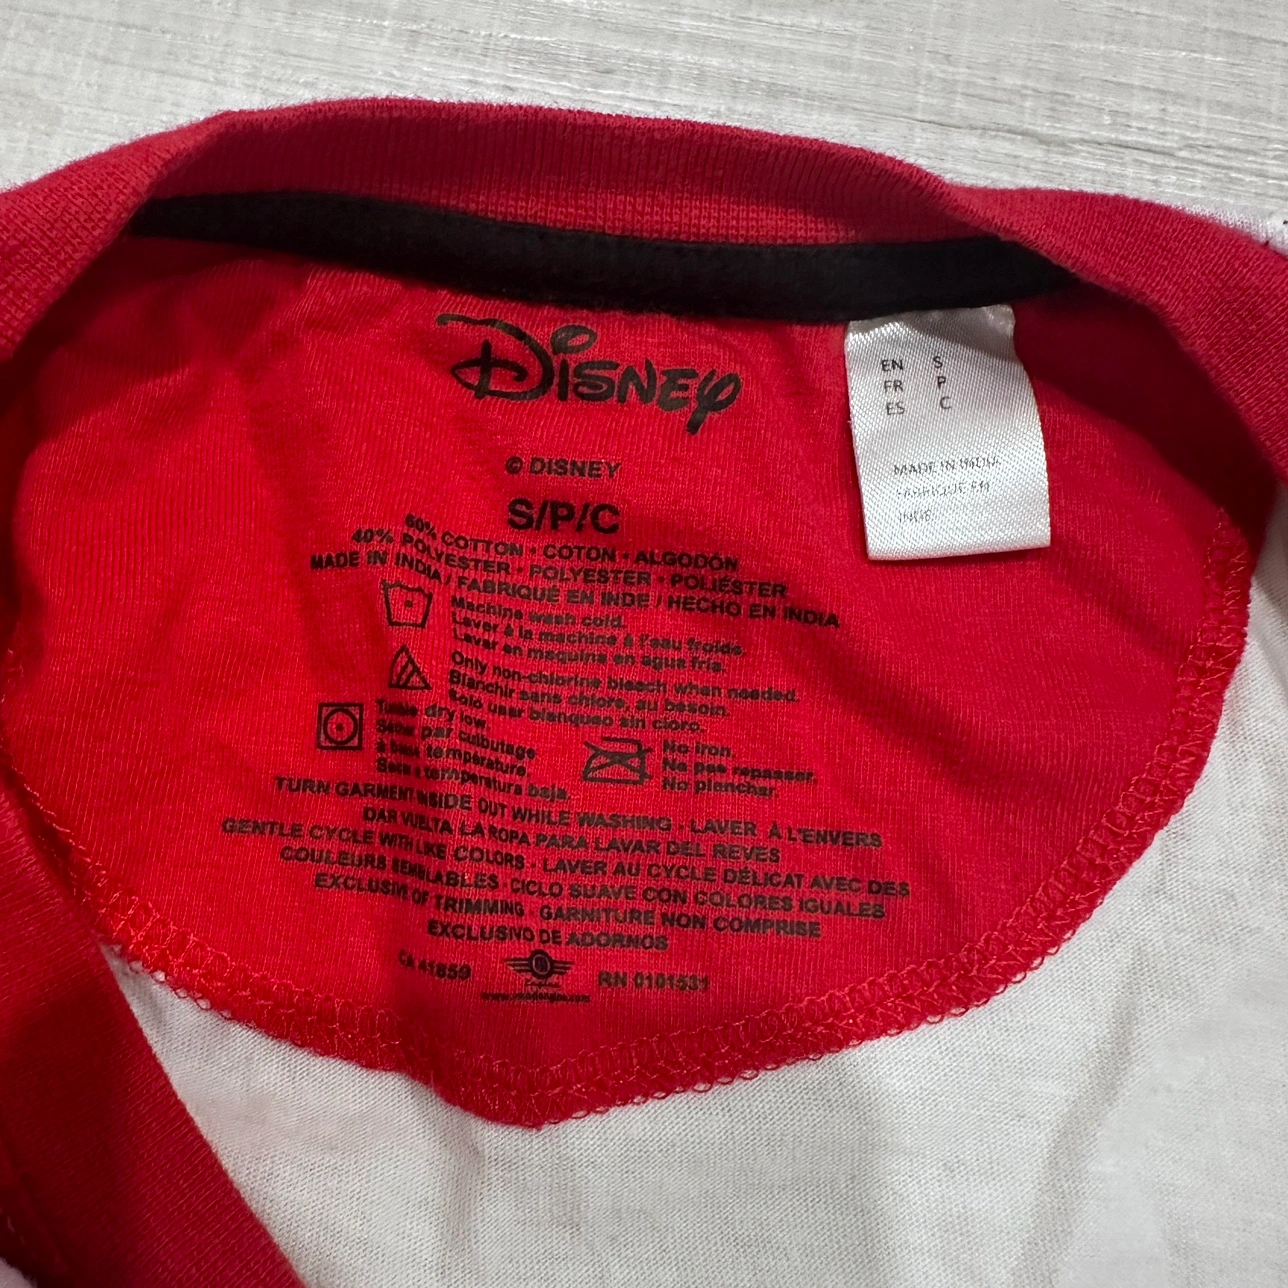 DISNEY
© DISNEY
S/P/C
60% COTTON • COTON • ALGODÓN
40% POLYESTER • POLYESTER • POLIÉSTER
MADE IN INDIA / FABRIQUÉ EN INDE / HECHO EN INDIA
Machine wash cold.
Laver à la machine à l'eau froide.
Lavar en maquina en agua fria.
Only non-chlorine bleach when needed.
Blanchir sans chlore, au besoin.
Solo usar blanqueo sin cloro.
Tumble dry low.
Sécher par culbutage
à basse température.
Seca a temperatura baja.
No iron.
Ne pas repasser.
No planchar.
TURN GARMENT INSIDE OUT WHILE WASHING • LAVER À L'ENVERS
DAR VUELTA LA ROPA PARA LAVAR DEL REVES
GENTLE CYCLE WITH LIKE COLORS • LAVER AU CYCLE DÉLICAT AVEC DES
COULEURS SEMBLABLES • CICLO SUAVE CON COLORES IGUALES
EXCLUSIVE OF TRIMMING • GARNITURE NON COMPRISE
EXCLUSIVO DE ADORNOS
CA 41859
RN 0101531
EN S
FR P
ES C
MADE IN INDIA
FABRIQUÉ EN
INDE